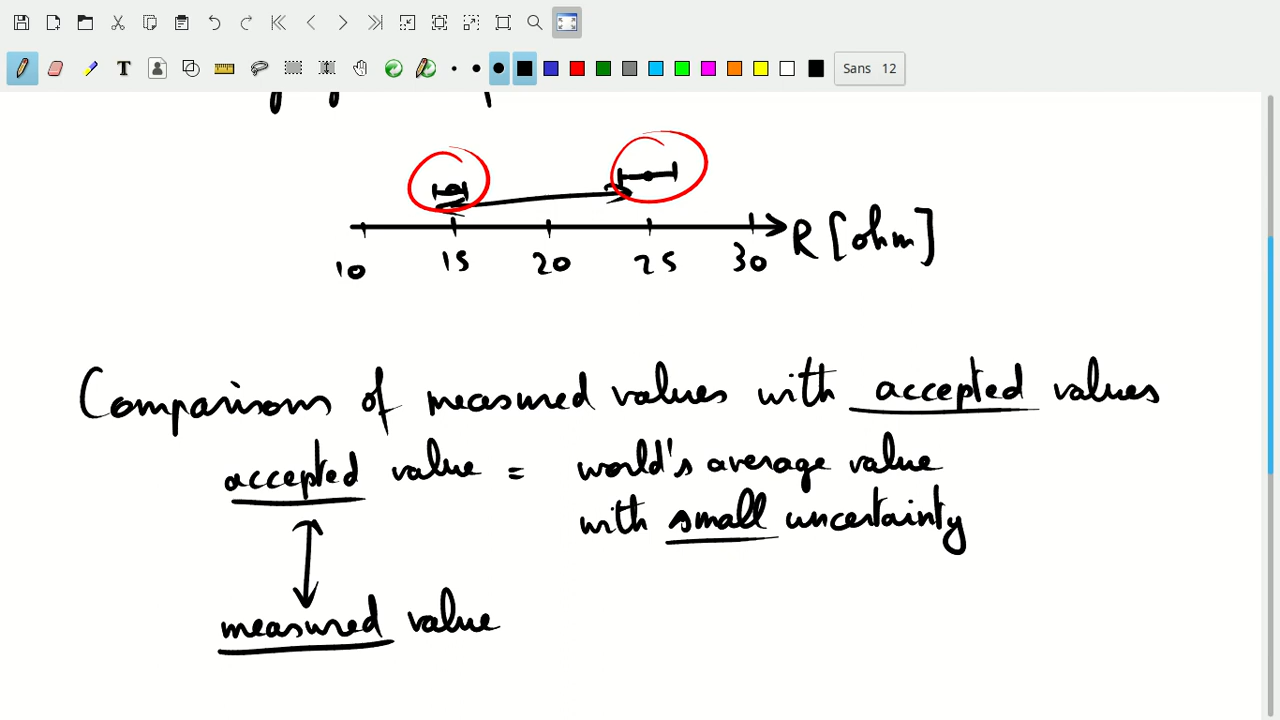 Sans 12
R [ohm]
10 15 20 25 30
Comparisons of measured values with accepted values
accepted value = world's average value
with small uncertainty
measured value